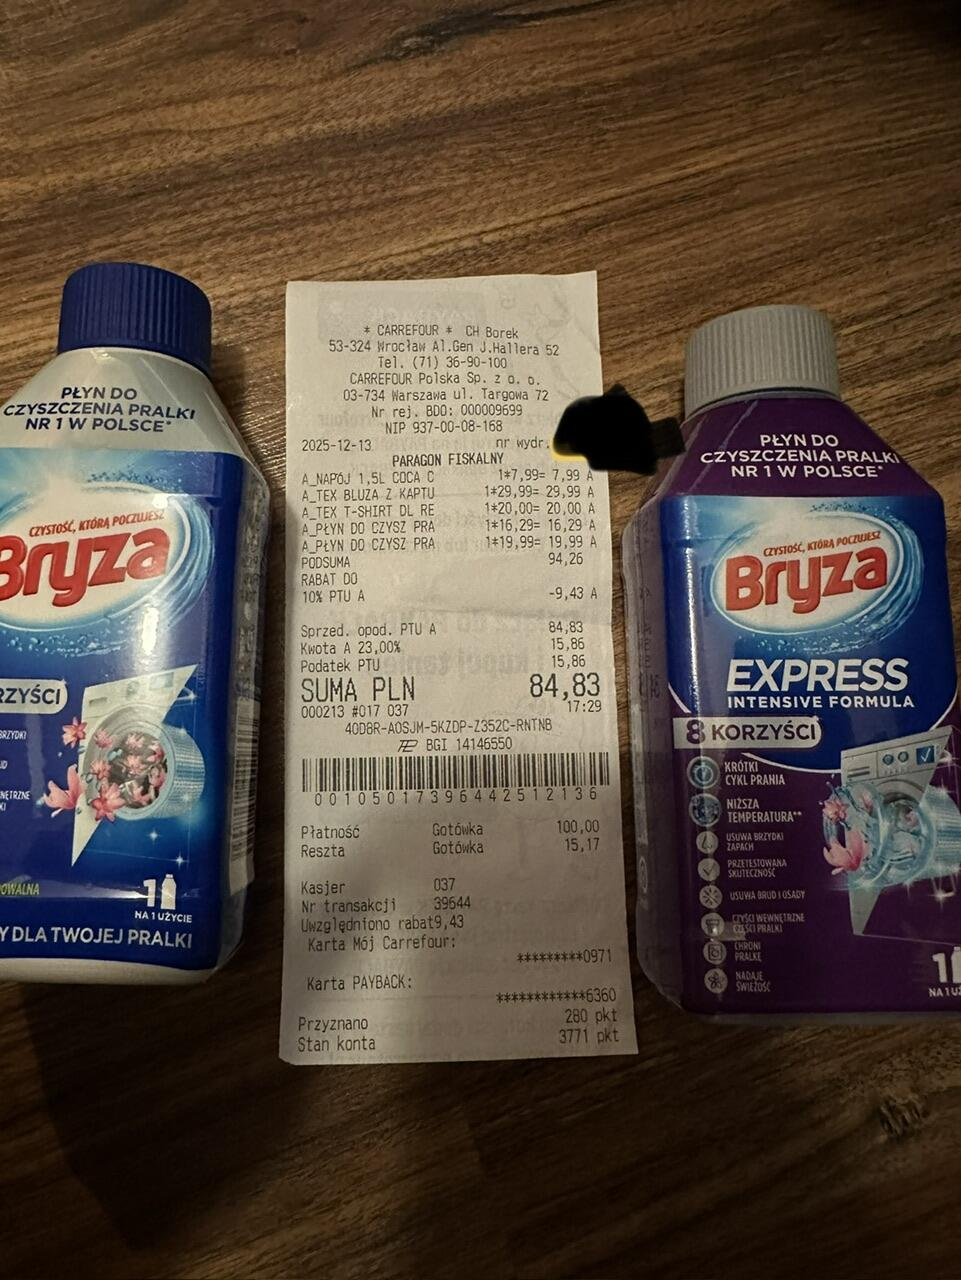 PŁYN DO
CZYSZCZENIA PRALKI
NR 1 W POLSCE*
CZYSTOŚĆ, KTÓRĄ POCZUJESZ
Bryza
RZYŚCI
BRZYDKI
1
NA 1 UŻYCIE
Y DLA TWOJEJ PRALKI
* CARREFOUR * CH Borek
53-324 Wrocław Al.Gen J.Hallera 52
Tel. (71) 36-90-100
CARREFOUR Polska Sp. z o. o.
03-734 Warszawa ul. Targowa 72
Nr rej. BDO: 000009699
NIP 937-00-08-168
2025-12-13 nr wydr.
PARAGON FISKALNY
A_NAPÓJ 1,5L COCA C 1*7,99= 7,99 A
A_TEX BLUZA Z KAPTU 1*29,99= 29,99 A
A_TEX T-SHIRT DL RE 1*20,00= 20,00 A
A_PŁYN DO CZYSZ PRA 1*16,29= 16,29 A
A_PŁYN DO CZYSZ PRA 1*19,99= 19,99 A
PODSUMA 94,26
RABAT DO
10% PTU A -9,43 A
Sprzed. opod. PTU A 84,83
Kwota A 23,00% 15,86
Podatek PTU 15,86
SUMA PLN 84,83
000213 #017 037 17:29
40D8R-AOSJM-5KZDP-Z352C-RNTNB
BGI 14146550
0010501739644251213 6
Płatność Gotówka 100,00
Reszta Gotówka 15,17
Kasjer 037
Nr transakcji 39644
Uwzględniono rabat9,43
Karta Mój Carrefour:
*********0971
Karta PAYBACK:
************6360
Przyznano 280 pkt
Stan konta 3771 pkt
PŁYN DO
CZYSZCZENIA PRALKI
NR 1 W POLSCE*
CZYSTOŚĆ, KTÓRĄ POCZUJESZ
Bryza
EXPRESS
INTENSIVE FORMULA
8 KORZYŚCI
KRÓTKI
CYKL PRANIA
NIŻSZA
TEMPERATURA**
USUWA BRZYDKI
ZAPACH
PRZETESTOWANA
SKUTECZNOŚĆ
USUWA BRUD I OSADY
CZYŚCI WEWNĘTRZNE
CZĘŚCI PRALKI
CHRONI
PRALKĘ
NADAJE
ŚWIEŻOŚĆ
1
NA 1 UŻ